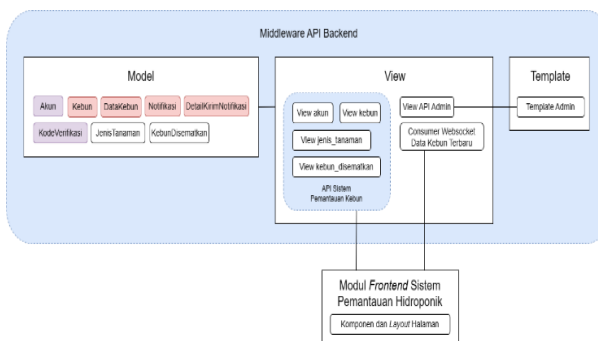 Middleware API Backend
Model
View
Template
Akun
Kebun
DataKebun
Notifikasi
DetailKirimNotifikasi
KodeVerifikasi
JenisTanaman
KebunDisematkan
View akun
View kebun
View jenis_tanaman
View kebun_disematkan
API Sistem
Pemantauan Kebun
View API Admin
Consumer Websocket
Data Kebun Terbaru
Template Admin
Modul Frontend Sistem
Pemantauan Hidroponik
Komponen dan Layout Halaman